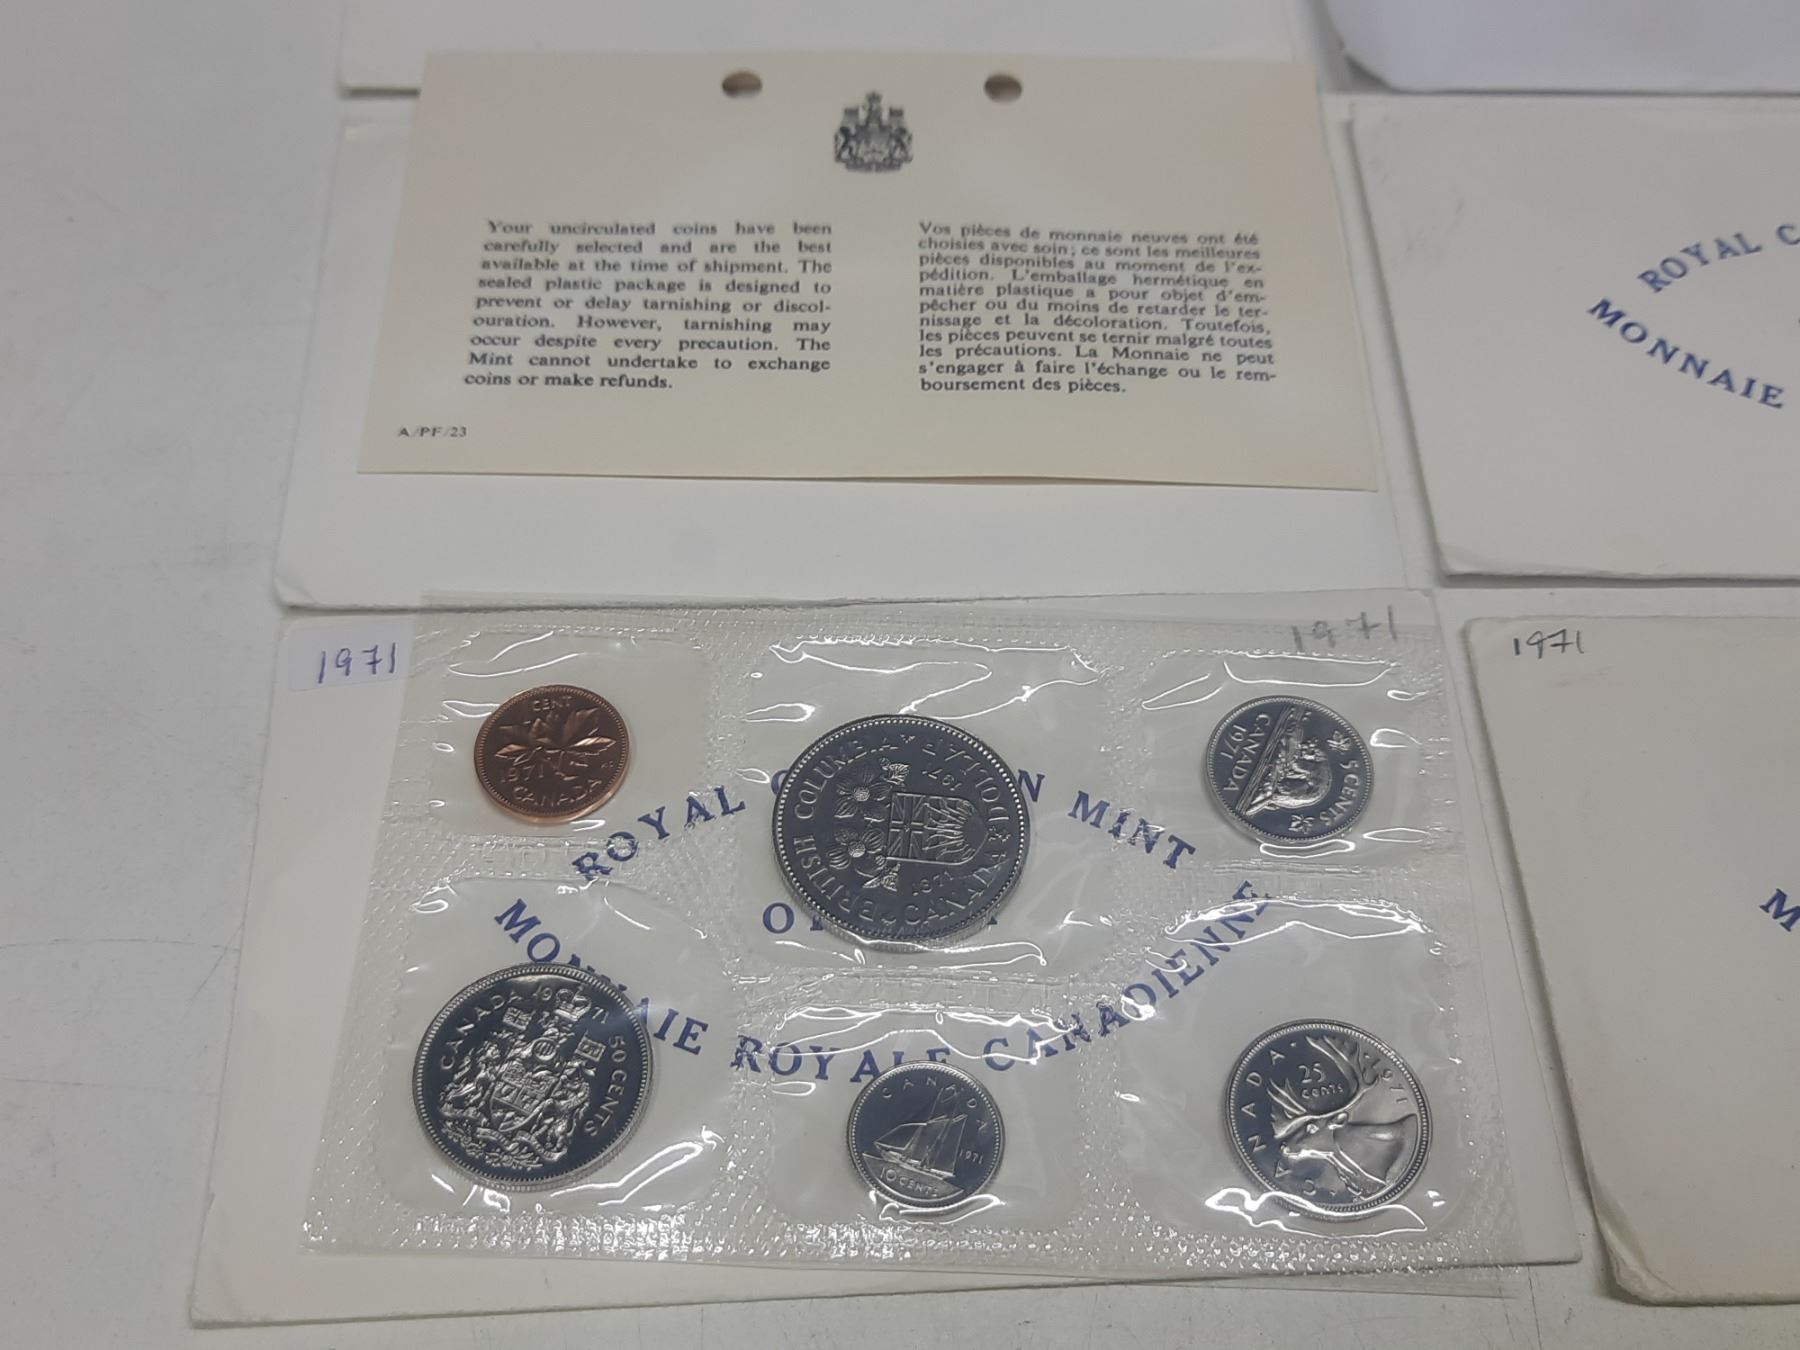 Your uncirculated coins have been
carefully selected and are the best
available at the time of shipment. The
sealed plastic package is designed to
prevent or delay tarnishing or discol-
ouration. However, tarnishing may
occur despite every precaution. The
Mint cannot undertake to exchange
coins or make refunds.
Vos pièces de monnaie neuves ont été
choisies avec soin; ce sont les meilleures
pièces disponibles au moment de l'ex-
pédition. L'emballage hermétique en
matière plastique a pour objet d'em-
pêcher ou du moins de retarder le ter-
nissage et la décoloration. Toutefois,
les pièces peuvent se ternir malgré toutes
les précautions. La Monnaie ne peut
s'engager à faire l'échange ou le rem-
boursement des pièces.
A/PF/23
ROYAL C
MONNAIE
1971
1971
1971
ROYAL N MINT
MONNAIE ROYALE CANADIENNE
CENT
1971
CANADA
BRITISH COLUMBIA
1971
1871
CANADA DOLLAR
5 CENTS
CANADA
1971
CANADA 1971
50 CENTS
CANADA
1971
10 CENTS
CANADA 1971
25
CENTS
M